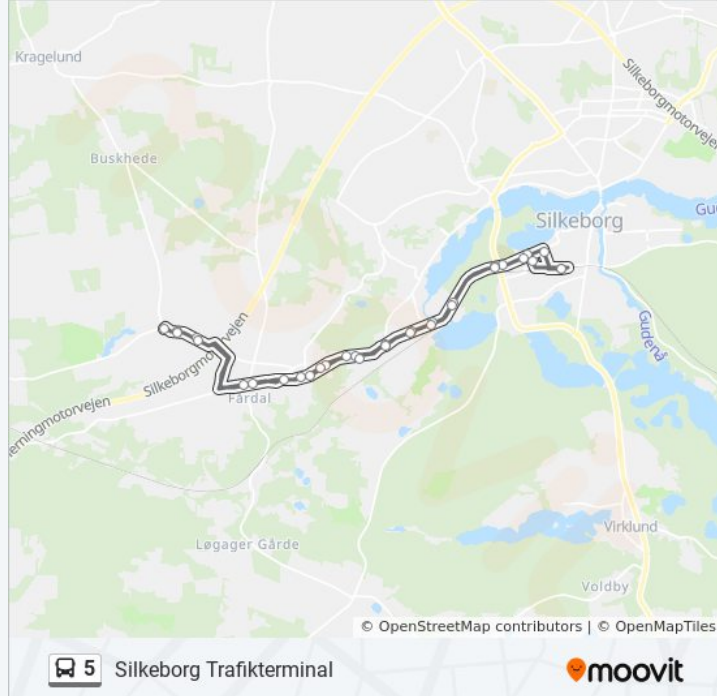 Kragelund
Silkeborgmotorvejen
Buskhede
Silkeborg
Gu
Gudenå
Silkeborgmotorvejen
Herningmotorvejen
Fårdal
Virklund
Løgager Gårde
Voldby
© OpenStreetMap contributors | © OpenMapTiles
5 Silkeborg Trafikterminal
moovit